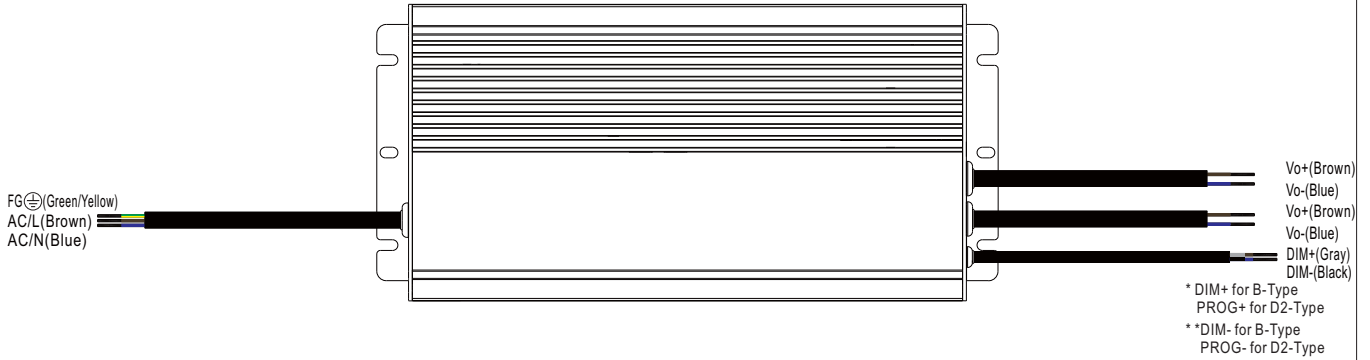 FG⏚(Green/Yellow)
AC/L(Brown)
AC/N(Blue)
Vo+(Brown)
Vo-(Blue)
Vo+(Brown)
Vo-(Blue)
DIM+(Gray)
DIM-(Black)
* DIM+ for B-Type
PROG+ for D2-Type
* *DIM- for B-Type
PROG- for D2-Type